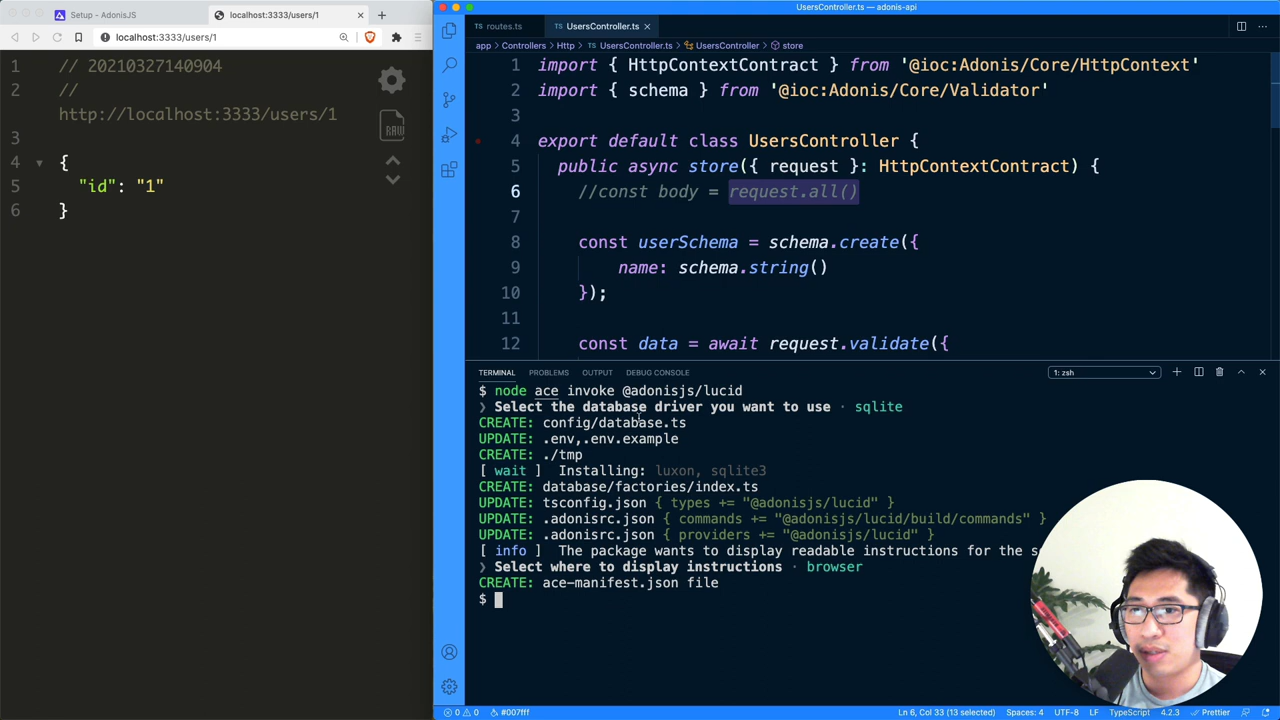 Setup - AdonisJS
localhost:3333/users/1
localhost:3333/users/1
1 // 20210327140904
2 //
http://localhost:3333/users/1
3
4 {
5 "id": "1"
6 }
RAW
UsersController.ts — adonis-api
routes.ts
UsersController.ts
app › Controllers › Http › UsersController.ts › UsersController › store
1 import { HttpContextContract } from '@ioc:Adonis/Core/HttpContext'
2 import { schema } from '@ioc:Adonis/Core/Validator'
3
4 export default class UsersController {
5 public async store({ request }: HttpContextContract) {
6 //const body = request.all()
7
8 const userSchema = schema.create({
9 name: schema.string()
10 });
11
12 const data = await request.validate({
TERMINAL PROBLEMS OUTPUT DEBUG CONSOLE 1: zsh
$ node ace invoke @adonisjs/lucid
❯ Select the database driver you want to use · sqlite
CREATE: config/database.ts
UPDATE: .env,.env.example
CREATE: ./tmp
[ wait ] Installing: luxon, sqlite3
CREATE: database/factories/index.ts
UPDATE: tsconfig.json { types += "@adonisjs/lucid" }
UPDATE: .adonisrc.json { commands += "@adonisjs/lucid/build/commands" }
UPDATE: .adonisrc.json { providers += "@adonisjs/lucid" }
[ info ] The package wants to display readable instructions for the se
❯ Select where to display instructions · browser
CREATE: ace-manifest.json file
$
0 0 #007fff Ln 6, Col 33 (13 selected) Spaces: 4 UTF-8 LF TypeScript 4.2.3 Prettier